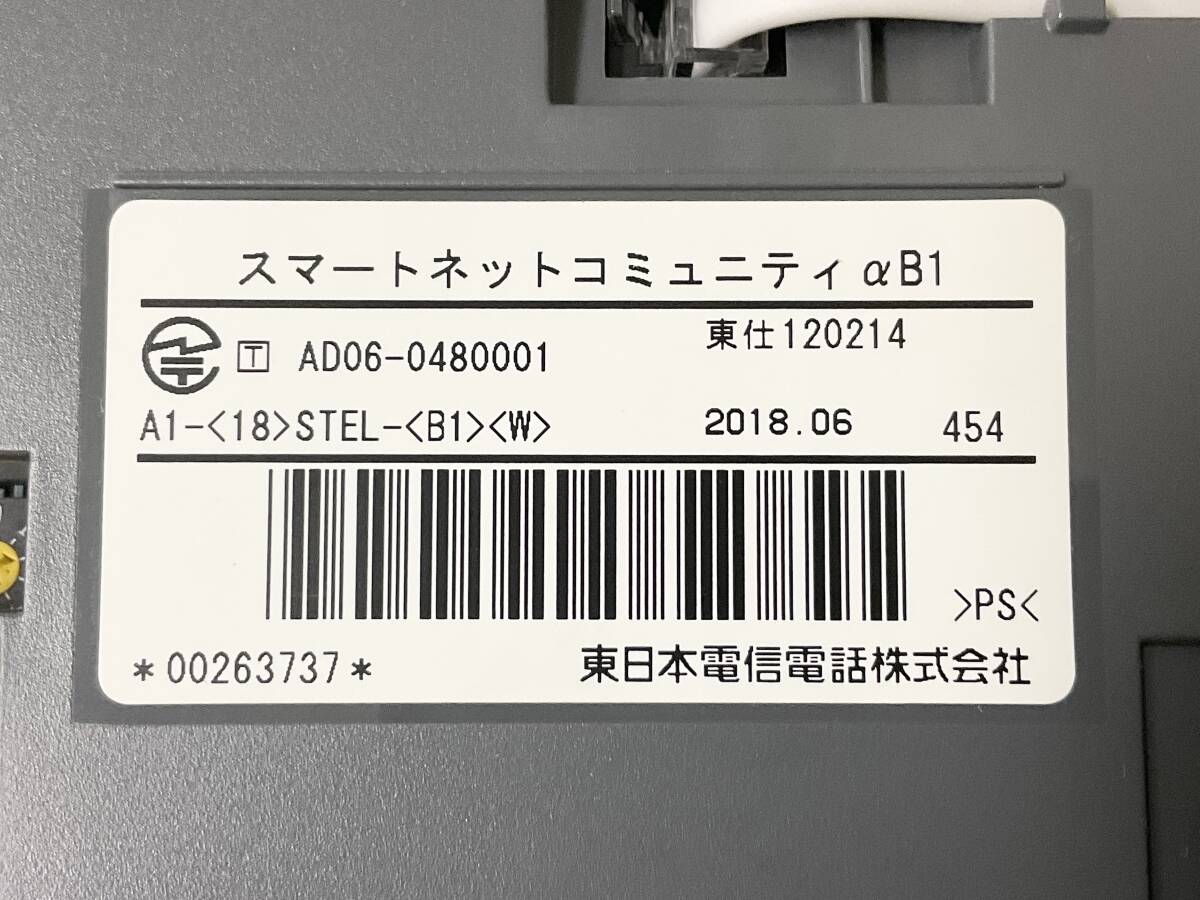 スマートネットコミュニティαB1
東仕120214
T AD06-0480001
A1-<18>STEL-<B1><W> 2018.06 454
>PS<
*00263737* 東日本電信電話株式会社